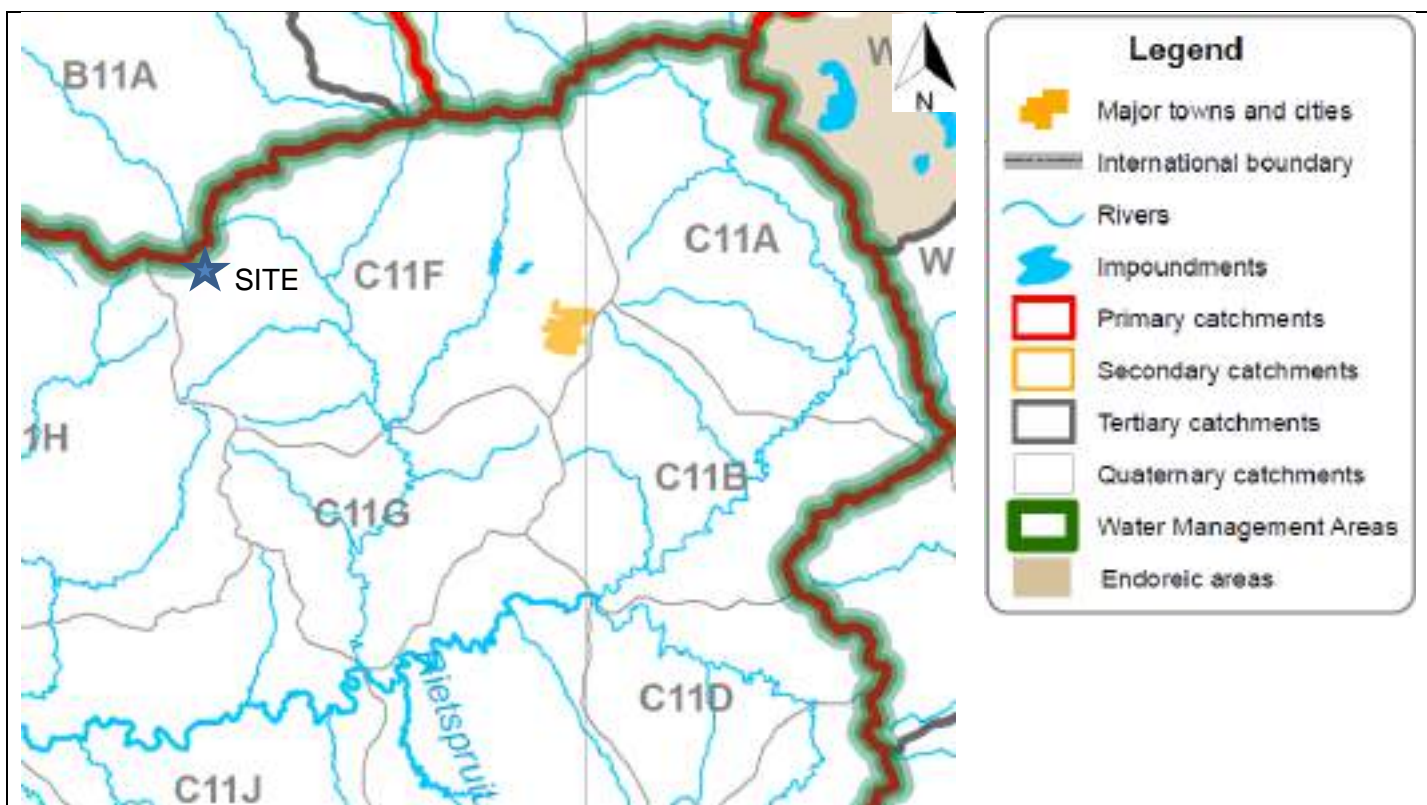 B11A
W
N
C11A
W
SITE
C11F
1H
C11B
C11G
C11D
Rietspruit
C11J
Legend
Major towns and cities
International boundary
Rivers
Impoundments
Primary catchments
Secondary catchments
Tertiary catchments
Quaternary catchments
Water Management Areas
Endoreic areas